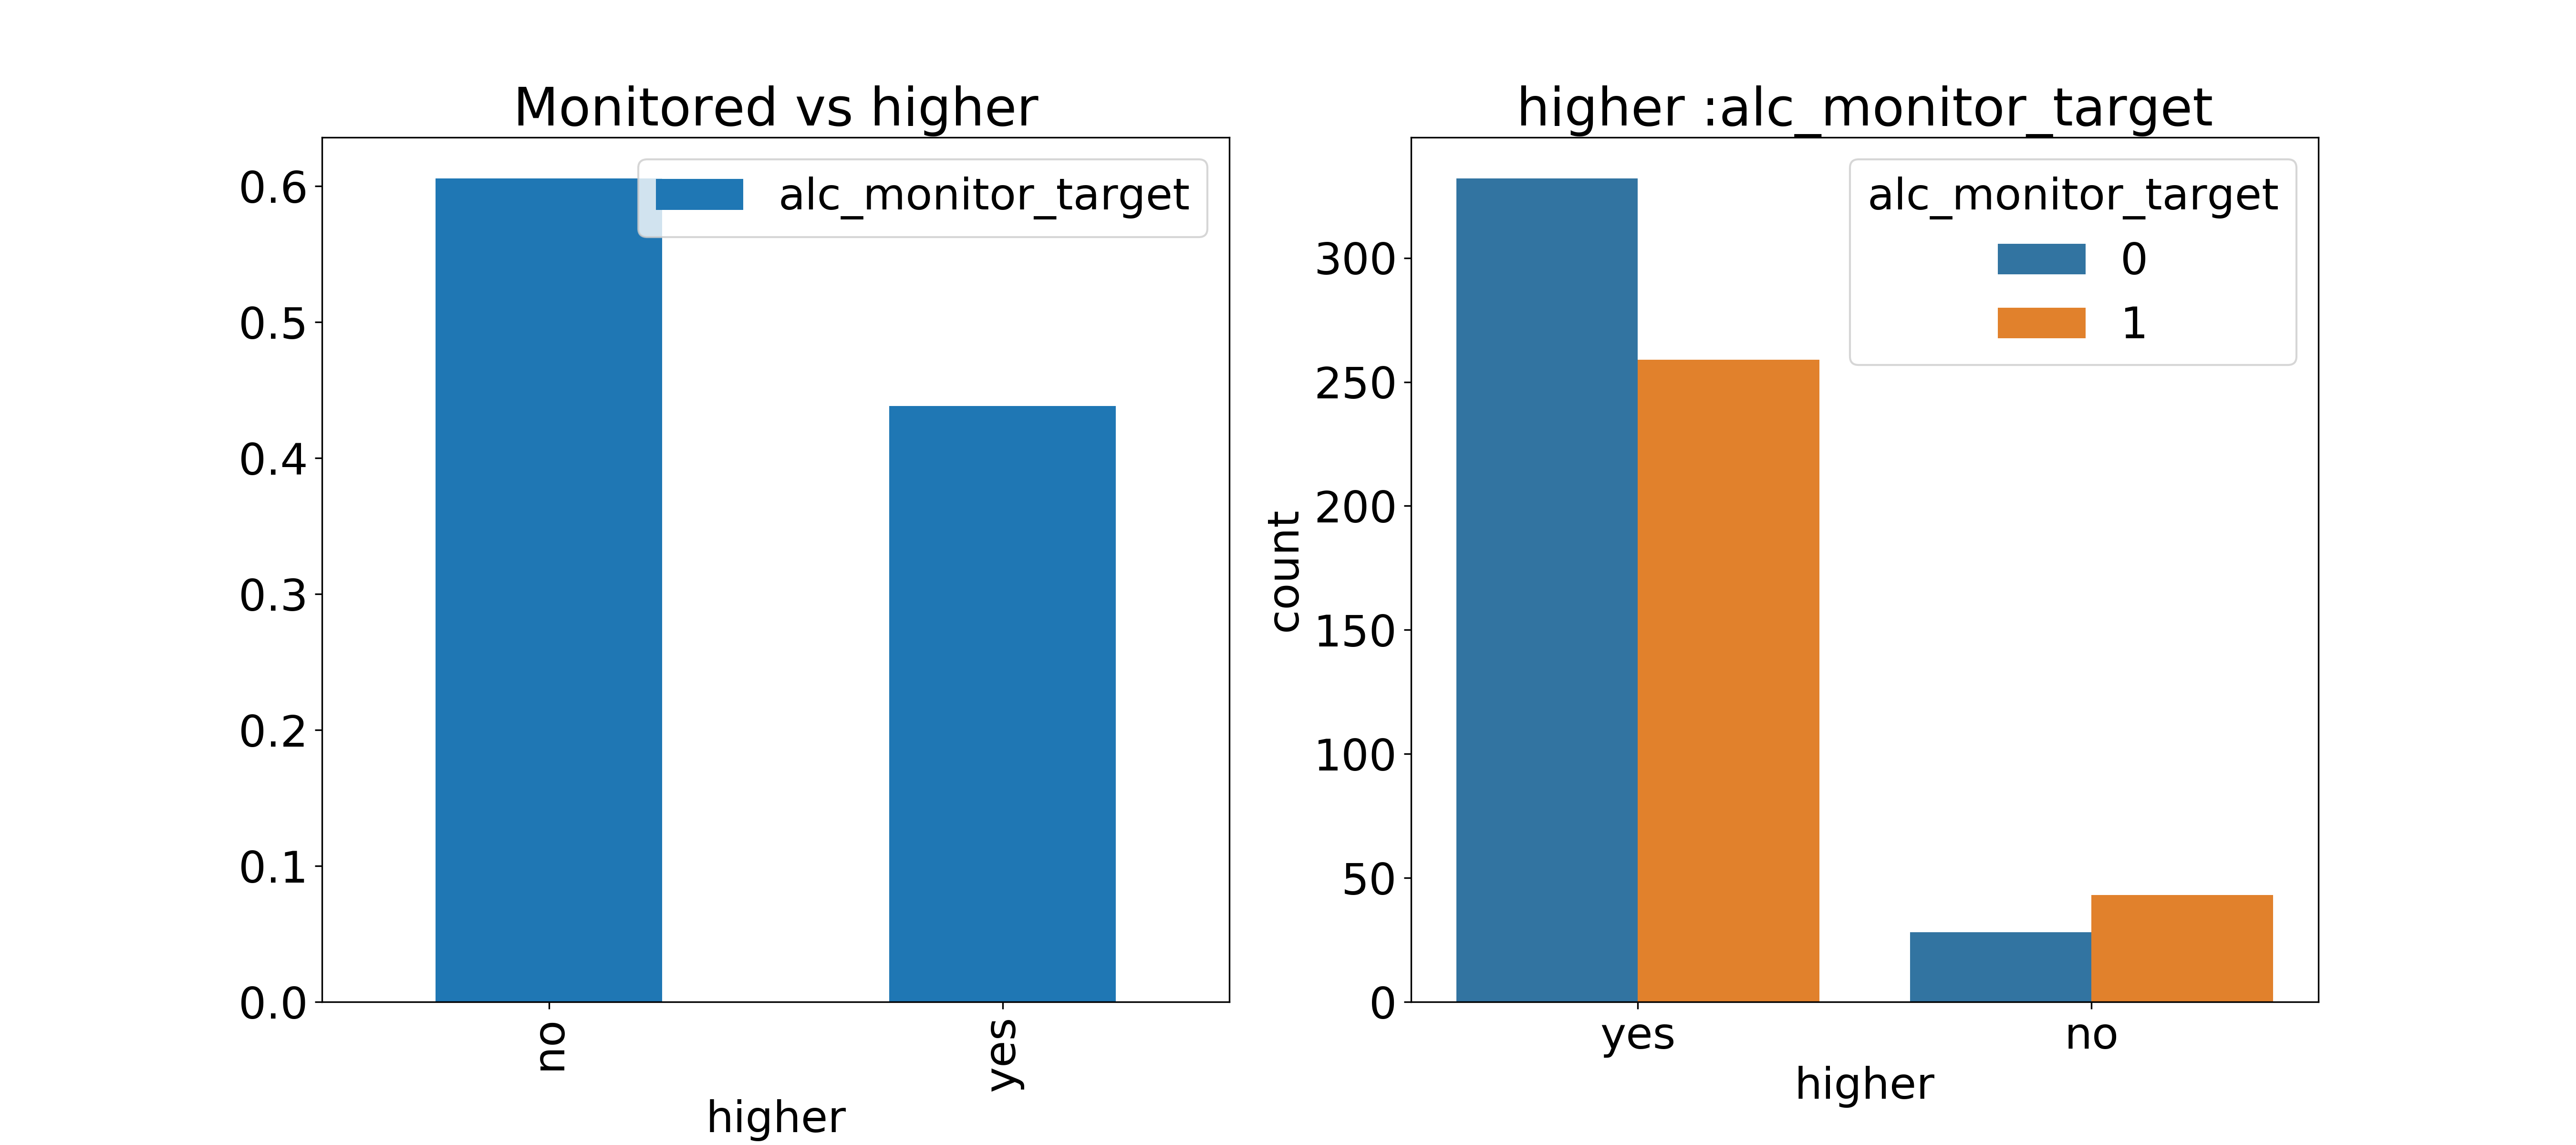 Monitored vs higher
alc_monitor_target
0.6
0.5
0.4
0.3
0.2
0.1
0.0
no
yes
higher
higher :alc_monitor_target
alc_monitor_target
0
1
count
300
250
200
150
100
50
0
yes
no
higher